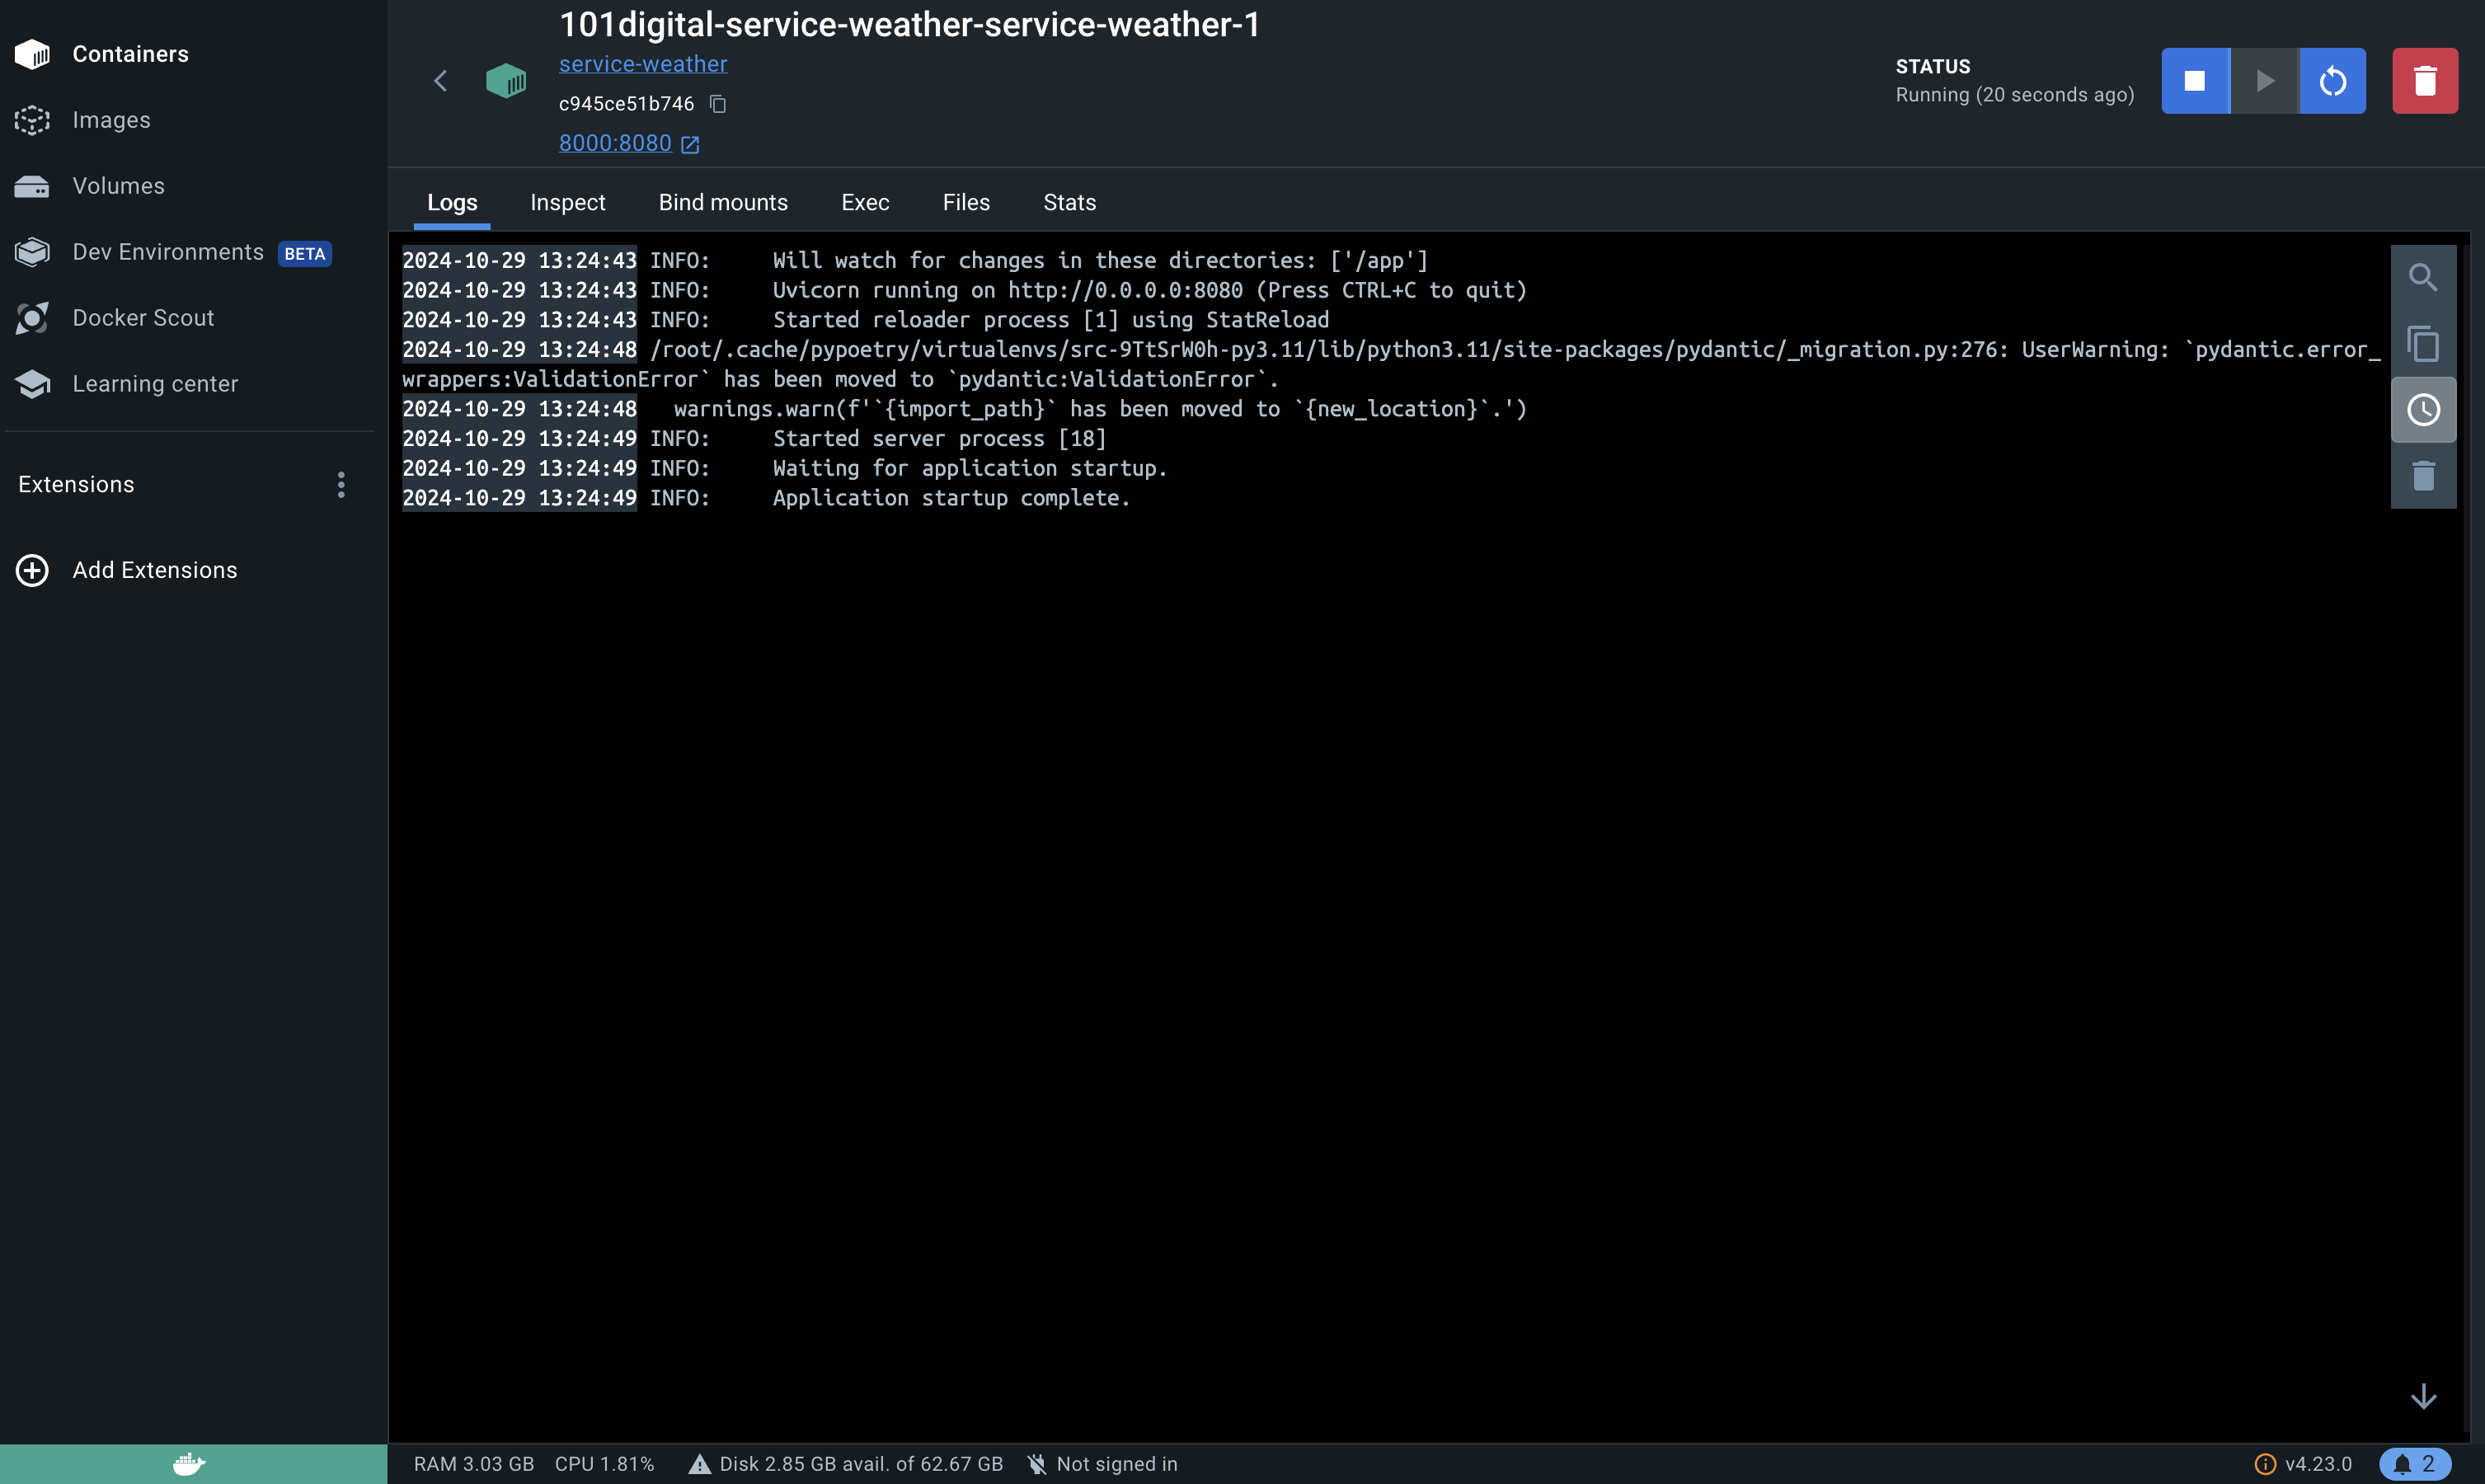 Containers
Images
Volumes
Dev Environments BETA
Docker Scout
Learning center
Extensions
Add Extensions
101digital-service-weather-service-weather-1
service-weather
c945ce51b746
8000:8080
STATUS
Running (20 seconds ago)
Logs Inspect Bind mounts Exec Files Stats
2024-10-29 13:24:43 INFO:     Will watch for changes in these directories: ['/app']
2024-10-29 13:24:43 INFO:     Uvicorn running on http://0.0.0.0:8080 (Press CTRL+C to quit)
2024-10-29 13:24:43 INFO:     Started reloader process [1] using StatReload
2024-10-29 13:24:48 /root/.cache/pypoetry/virtualenvs/src-9TtSrW0h-py3.11/lib/python3.11/site-packages/pydantic/_migration.py:276: UserWarning: `pydantic.error_
wrappers:ValidationError` has been moved to `pydantic:ValidationError`.
2024-10-29 13:24:48   warnings.warn(f'`{import_path}` has been moved to `{new_location}`.')
2024-10-29 13:24:49 INFO:     Started server process [18]
2024-10-29 13:24:49 INFO:     Waiting for application startup.
2024-10-29 13:24:49 INFO:     Application startup complete.
RAM 3.03 GB CPU 1.81% Disk 2.85 GB avail. of 62.67 GB Not signed in v4.23.0 2